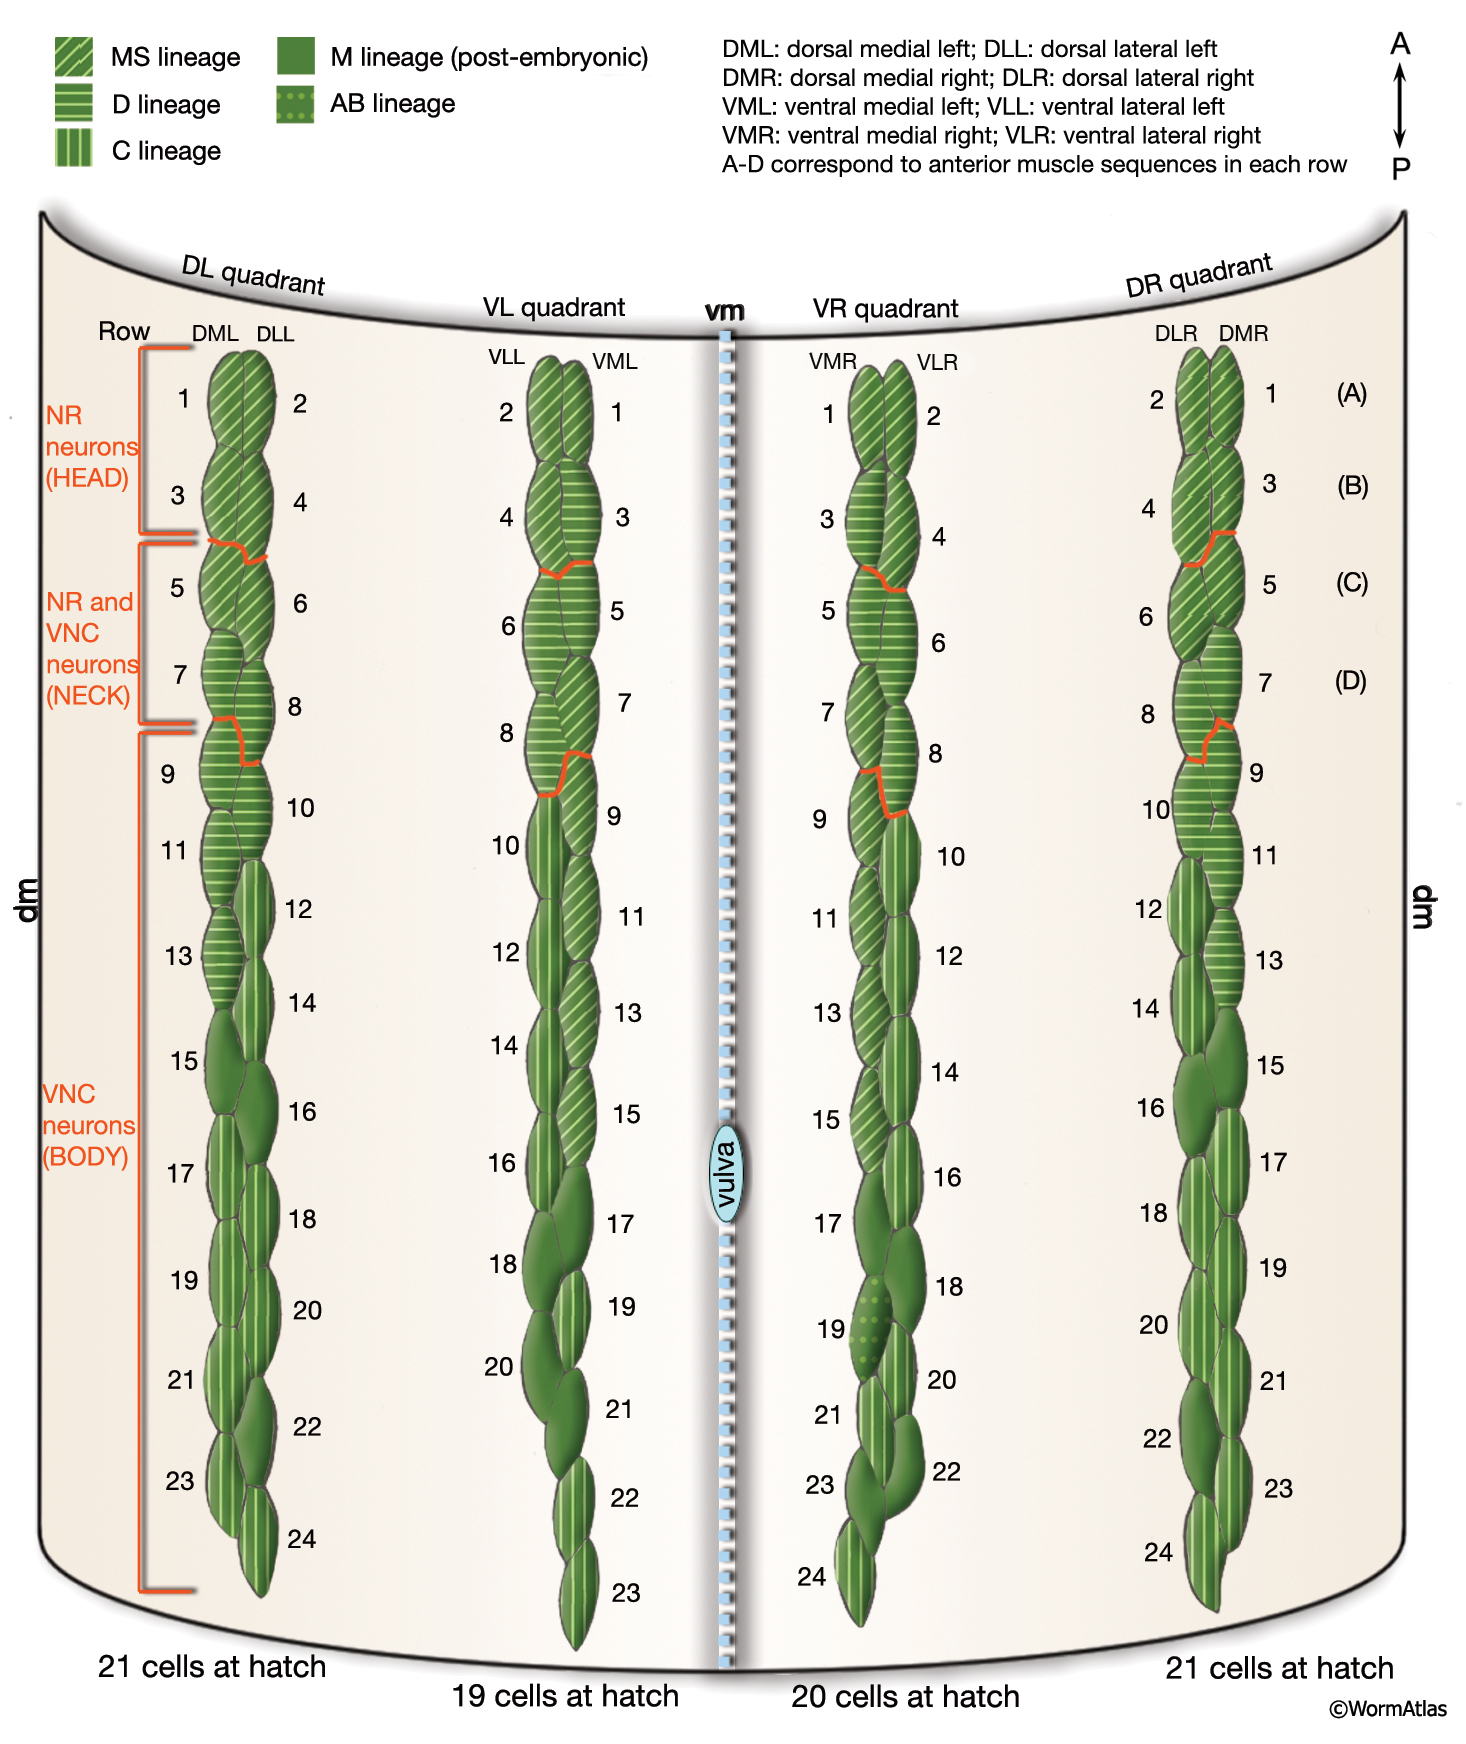 MS lineage
D lineage
C lineage
M lineage (post-embryonic)
AB lineage
DML: dorsal medial left; DLL: dorsal lateral left
DMR: dorsal medial right; DLR: dorsal lateral right
VML: ventral medial left; VLL: ventral lateral left
VMR: ventral medial right; VLR: ventral lateral right
A-D correspond to anterior muscle sequences in each row
A
P
DL quadrant
VL quadrant
vm
VR quadrant
DR quadrant
Row
DML
DLL
VLL
VML
VMR
VLR
DLR
DMR
NR
neurons
(HEAD)
NR and
VNC
neurons
(NECK)
VNC
neurons
(BODY)
dm
1
2
3
4
5
6
7
8
9
10
11
12
13
14
15
16
17
18
19
20
21
22
23
24
2
1
4
3
6
5
8
7
10
9
12
11
14
13
16
15
18
17
20
19
21
22
23
vulva
1
2
3
4
5
6
7
8
9
10
11
12
13
14
15
16
17
18
19
20
21
22
23
24
2
1
4
3
6
5
8
7
10
9
12
11
14
13
16
15
18
17
20
19
22
21
24
23
(A)
(B)
(C)
(D)
dm
21 cells at hatch
19 cells at hatch
20 cells at hatch
21 cells at hatch
©WormAtlas